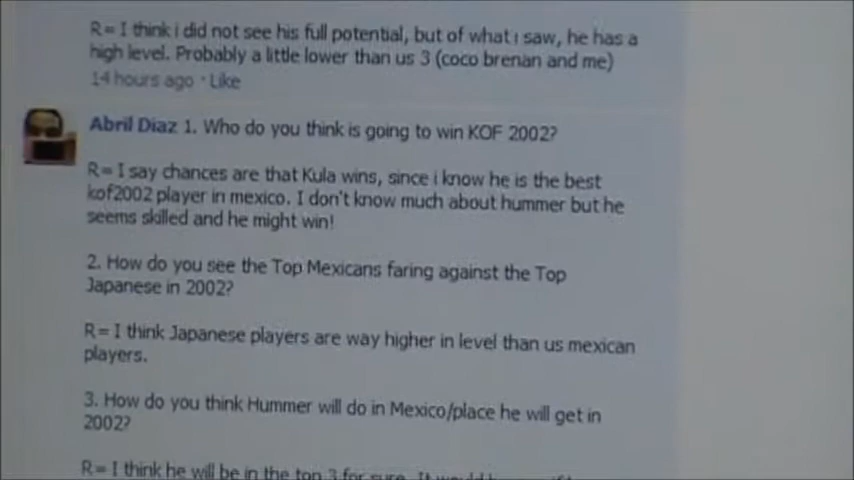 R= I think i did not see his full potential, but of what i saw, he has a
high level. Probably a little lower than us 3 (coco brenan and me)
14 hours ago · Like
Abril Diaz 1. Who do you think is going to win KOF 2002?
R= I say chances are that Kula wins, since i know he is the best
kof2002 player in mexico. I don't know much about hummer but he
seems skilled and he might win!
2. How do you see the Top Mexicans faring against the Top
Japanese in 2002?
R= I think Japanese players are way higher in level than us mexican
players.
3. How do you think Hummer will do in Mexico/place he will get in
2002?
R= I think he will be in the top 3 for sure. It would